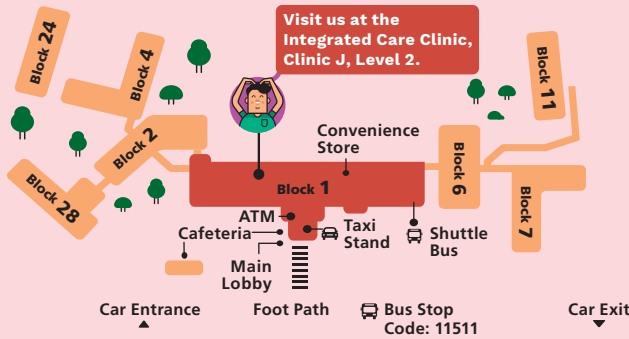 Visit us at the
Integrated Care Clinic,
Clinic J, Level 2.
Block 24
Block 4
Block 11
Block 2
Convenience
Store
Block 1
Block 6
Block 28
Block 7
ATM
Taxi
Stand
Cafeteria
Shuttle
Bus
Main
Lobby
Car Entrance
Foot Path
Bus Stop
Code: 11511
Car Exit